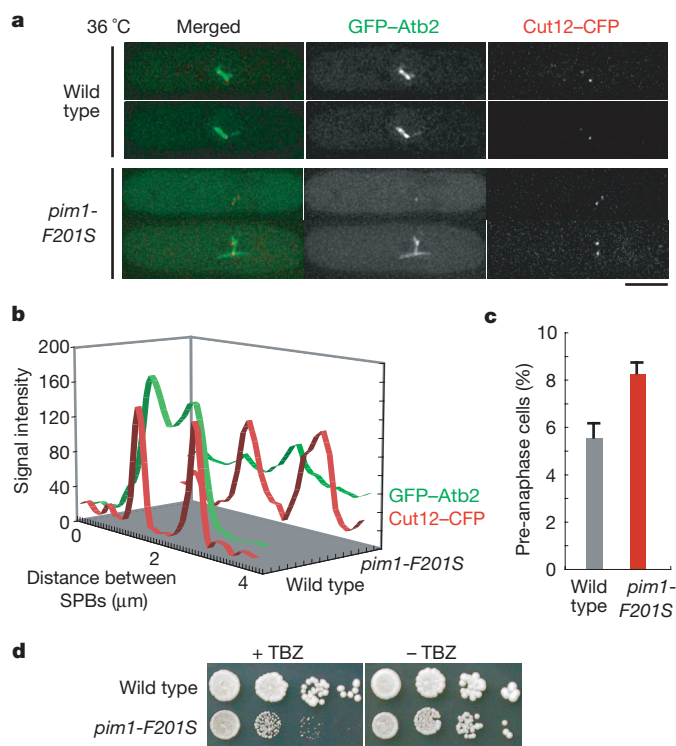 a
36 °C Merged GFP–Atb2 Cut12–CFP
Wild
type
pim1-
F201S
b
200
160
120
80
40
0
Signal intensity
0
2
4
Distance between
SPBs (μm)
Wild type
pim1-F201S
GFP–Atb2
Cut12–CFP
c
10
8
6
4
2
0
Pre-anaphase cells (%)
Wild
type
pim1-
F201S
d
+ TBZ – TBZ
Wild type
pim1-F201S